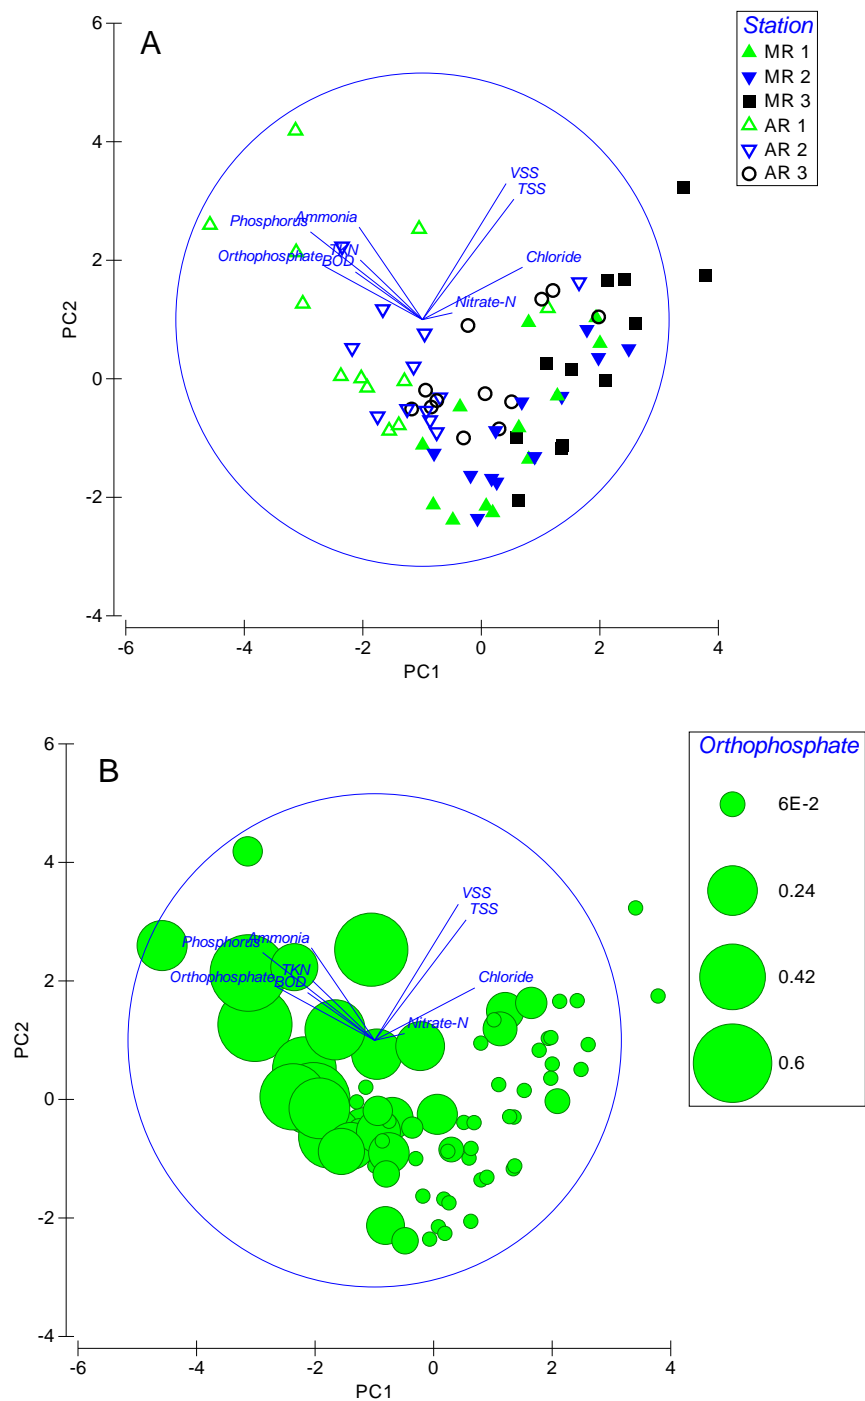 6
A
Station
MR 1
MR 2
MR 3
AR 1
AR 2
AR 3
4
VSS
TSS
Phosphorus
Ammonia
2
Orthophosphate
TKN
BOD
Chloride
Nitrate-N
PC2
0
-2
-4
-6
-4
-2
0
2
4
PC1
6
B
Orthophosphate
6E-2
0.24
0.42
0.6
4
VSS
TSS
Phosphorus
Ammonia
2
Orthophosphate
TKN
BOD
Chloride
Nitrate-N
PC2
0
-2
-4
-6
-4
-2
0
2
4
PC1